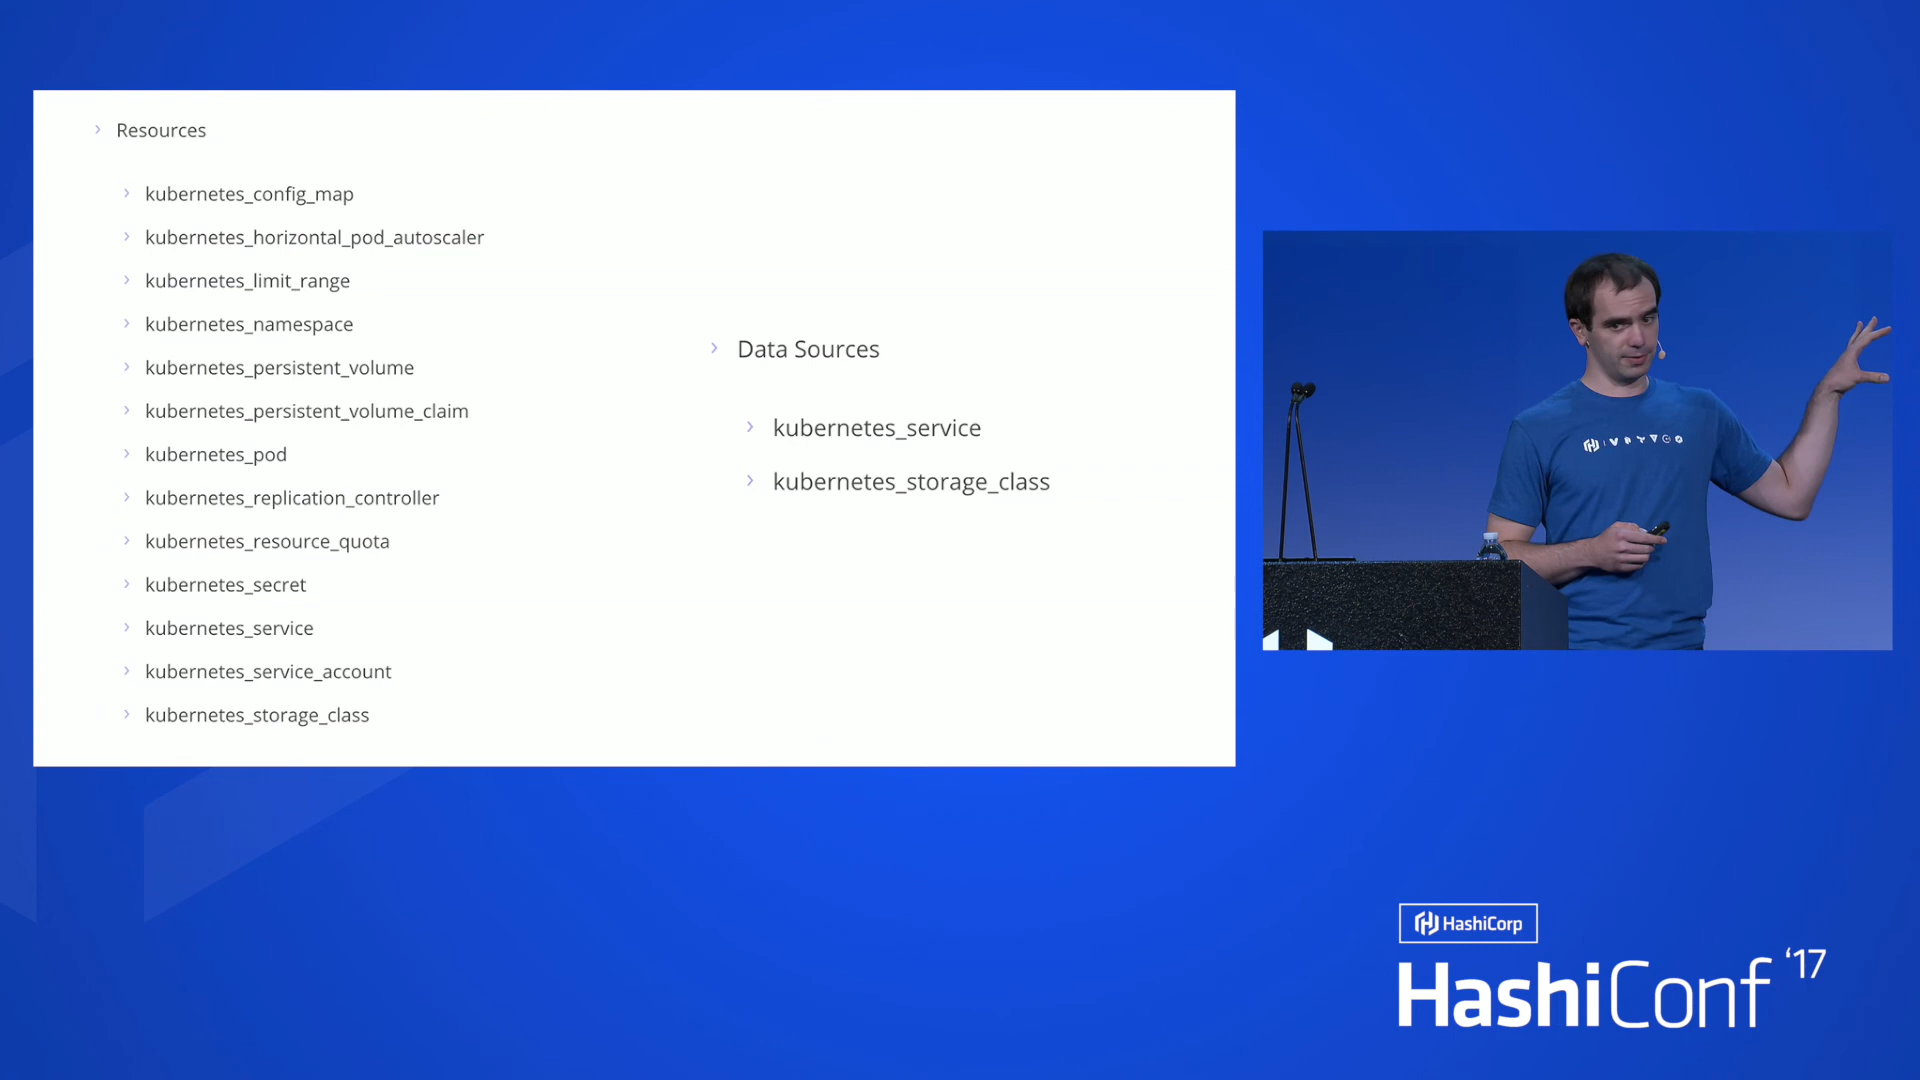 Resources
kubernetes_config_map
kubernetes_horizontal_pod_autoscaler
kubernetes_limit_range
kubernetes_namespace
kubernetes_persistent_volume
kubernetes_persistent_volume_claim
kubernetes_pod
kubernetes_replication_controller
kubernetes_resource_quota
kubernetes_secret
kubernetes_service
kubernetes_service_account
kubernetes_storage_class
Data Sources
kubernetes_service
kubernetes_storage_class
HashiCorp
HashiConf '17